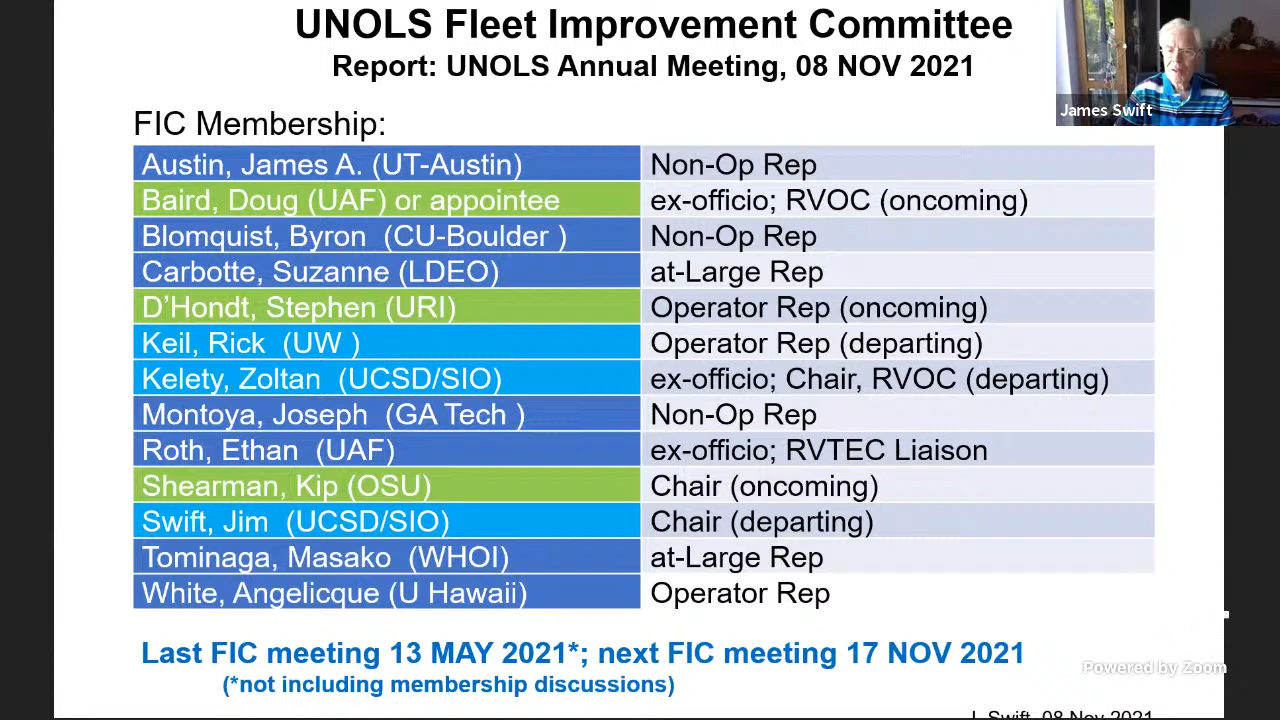 UNOLS Fleet Improvement Committee
Report: UNOLS Annual Meeting, 08 NOV 2021
James Swift
FIC Membership:
Austin, James A. (UT-Austin) Non-Op Rep
Baird, Doug (UAF) or appointee ex-officio; RVOC (oncoming)
Blomquist, Byron (CU-Boulder ) Non-Op Rep
Carbotte, Suzanne (LDEO) at-Large Rep
D’Hondt, Stephen (URI) Operator Rep (oncoming)
Keil, Rick (UW ) Operator Rep (departing)
Kelety, Zoltan (UCSD/SIO) ex-officio; Chair, RVOC (departing)
Montoya, Joseph (GA Tech ) Non-Op Rep
Roth, Ethan (UAF) ex-officio; RVTEC Liaison
Shearman, Kip (OSU) Chair (oncoming)
Swift, Jim (UCSD/SIO) Chair (departing)
Tominaga, Masako (WHOI) at-Large Rep
White, Angelicque (U Hawaii) Operator Rep
Last FIC meeting 13 MAY 2021*; next FIC meeting 17 NOV 2021
(*not including membership discussions)
Powered by Zoom
J. Swift, 08 Nov 2021